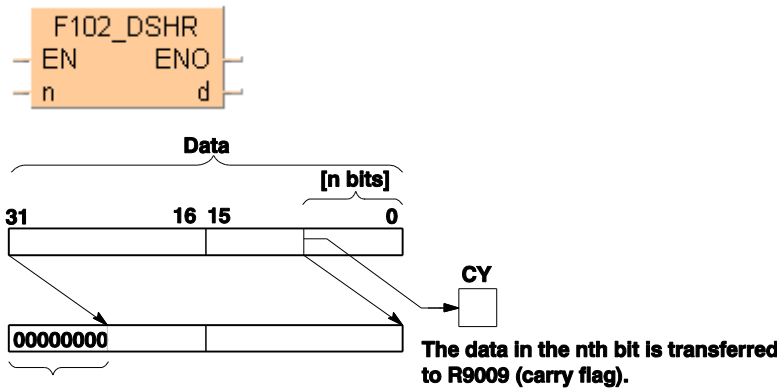 F102_DSHR
EN ENO
n d
Data
[n bits]
31 16 15 0
CY
00000000
The data in the nth bit is transferred
to R9009 (carry flag).